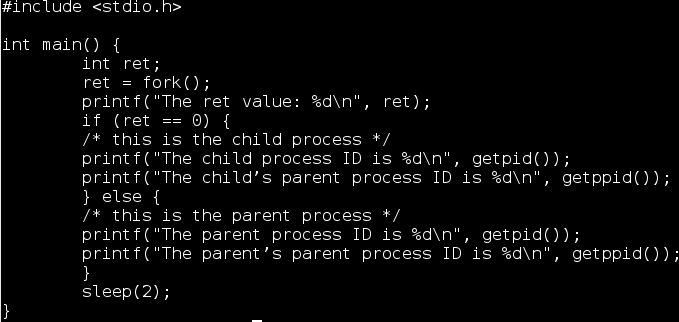 #include <stdio.h>

int main() {
        int ret;
        ret = fork();
        printf("The ret value: %d\n", ret);
        if (ret == 0) {
        /* this is the child process */
        printf("The child process ID is %d\n", getpid());
        printf("The child’s parent process ID is %d\n", getppid());
        } else {
        /* this is the parent process */
        printf("The parent process ID is %d\n", getpid());
        printf("The parent’s parent process ID is %d\n", getppid());
        }
        sleep(2);
}